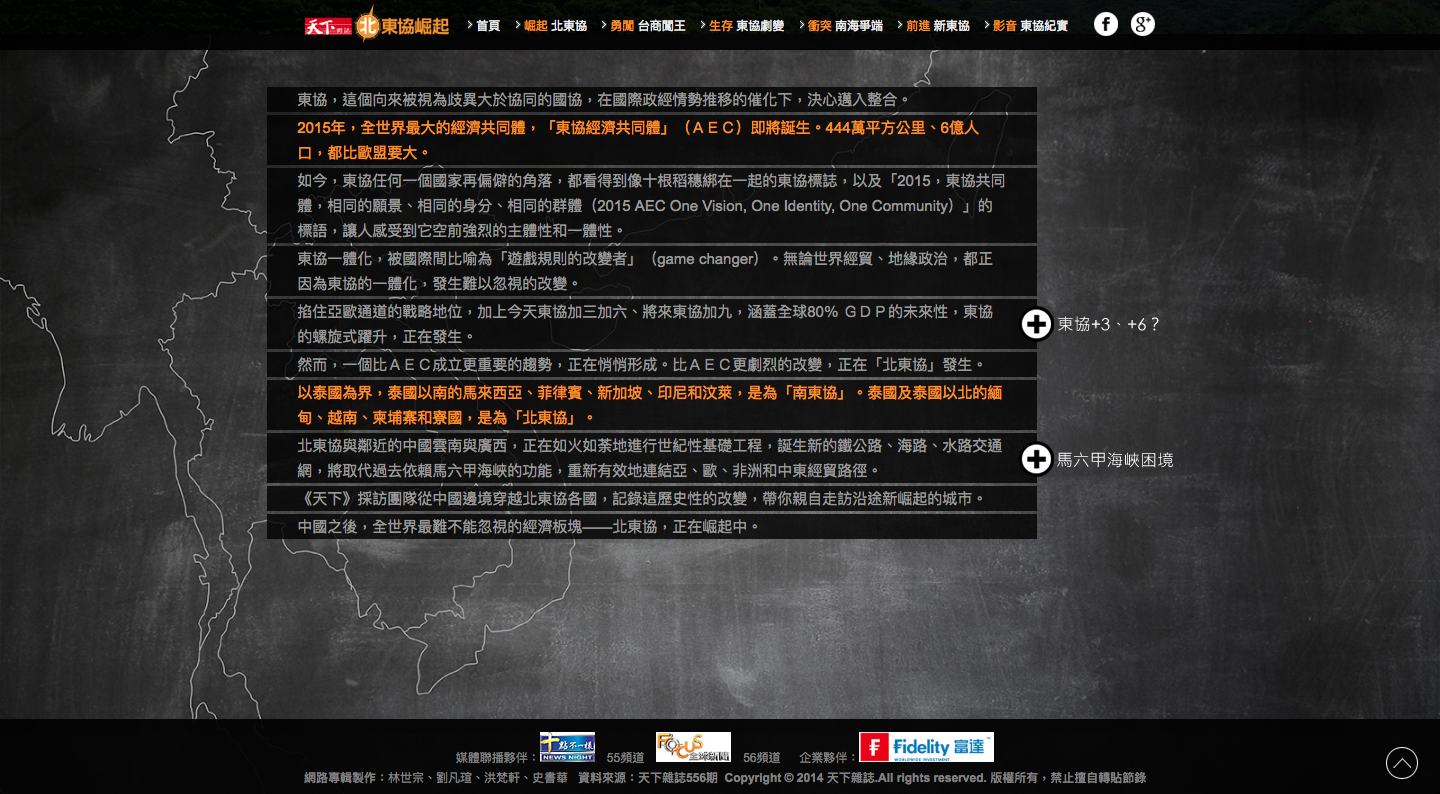 天下雜誌 北東協崛起 首頁 崛起 北東協 勇闖 台商闖王 生存 東協劇變 衝突 南海爭端 前進 新東協 影音 東協紀實 f g+
東協，這個向來被視為歧異大於協同的國協，在國際政經情勢推移的催化下，決心邁入整合。
2015年，全世界最大的經濟共同體，「東協經濟共同體」（ＡＥＣ）即將誕生。444萬平方公里、6億人
口，都比歐盟要大。
如今，東協任何一個國家再偏僻的角落，都看得到像十根稻穗綁在一起的東協標誌，以及「2015，東協共同
體，相同的願景、相同的身分、相同的群體（2015 AEC One Vision, One Identity, One Community）」的
標語，讓人感受到它空前強烈的主體性和一體性。
東協一體化，被國際間比喻為「遊戲規則的改變者」（game changer）。無論世界經貿、地緣政治，都正
因為東協的一體化，發生難以忽視的改變。
掐住亞歐通道的戰略地位，加上今天東協加三加六、將來東協加九，涵蓋全球80% ＧＤＰ的未來性，東協
的螺旋式躍升，正在發生。
東協+3、+6？
然而，一個比ＡＥＣ成立更重要的趨勢，正在悄悄形成。比ＡＥＣ更劇烈的改變，正在「北東協」發生。
以泰國為界，泰國以南的馬來西亞、菲律賓、新加坡、印尼和汶萊，是為「南東協」。泰國及泰國以北的緬
甸、越南、柬埔寨和寮國，是為「北東協」。
北東協與鄰近的中國雲南與廣西，正在如火如荼地進行世紀性基礎工程，誕生新的鐵公路、海路、水路交通
網，將取代過去依賴馬六甲海峽的功能，重新有效地連結亞、歐、非洲和中東經貿路徑。
馬六甲海峽困境
《天下》採訪團隊從中國邊境穿越北東協各國，記錄這歷史性的改變，帶你親自走訪沿途新崛起的城市。
中國之後，全世界最難不能忽視的經濟板塊——北東協，正在崛起中。
媒體聯播夥伴： 十點不一樣 NEWS NIGHT 55頻道 FOCUS 全球新聞 56頻道 企業夥伴： Fidelity 富達 WORLDWIDE INVESTMENT
網路專輯製作：林世宗、劉凡瑄、洪梵軒、史書華 資料來源：天下雜誌556期 Copyright © 2014 天下雜誌.All rights reserved. 版權所有，禁止擅自轉貼節錄